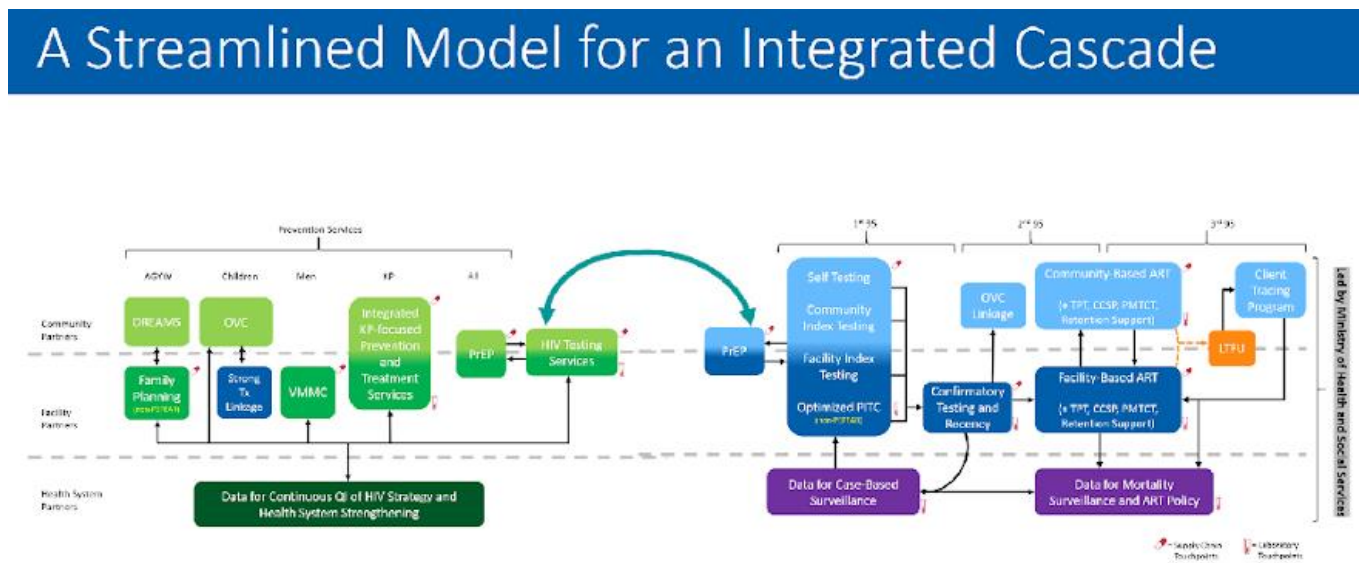 A Streamlined Model for an Integrated Cascade
Prevention Services
AGYW
Children
Men
KP
All
1st 95
2nd 95
3rd 95
Community
Partners
Facility
Partners
Health System
Partners
DREAMS
OVC
Family
Planning
(non-PEPFAR)
Strong
Tx
Linkage
VMMC
Integrated
KP-focused
Prevention
and
Treatment
Services
PrEP
HIV Testing
Services
Data for Continuous QI of HIV Strategy and
Health System Strengthening
PrEP
Self Testing
Community
Index Testing
Facility Index
Testing
Optimized PITC
(non-PEPFAR)
Confirmatory
Testing and
Recency
OVC
Linkage
Community-Based ART
(+ TPT, CCSP, PMTCT,
Retention Support)
Facility-Based ART
(+ TPT, CCSP, PMTCT,
Retention Support)
LTFU
Client
Tracing
Program
Data for Case-Based
Surveillance
Data for Mortality
Surveillance and ART Policy
Led by Ministry of Health and Social Services
= Supply Chain
Touchpoints
= Laboratory
Touchpoints